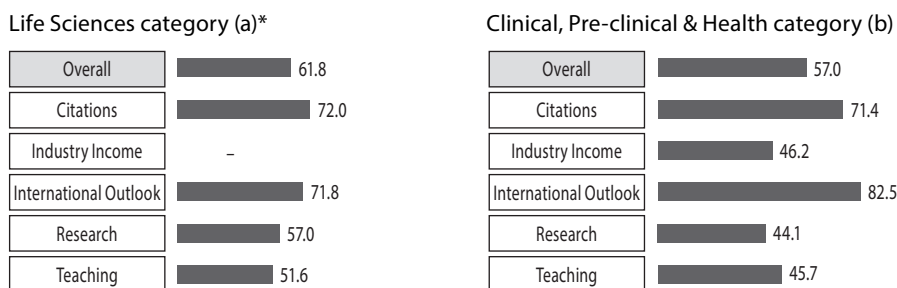 Life Sciences category (a)*
Overall 61.8
Citations 72.0
Industry Income –
International Outlook 71.8
Research 57.0
Teaching 51.6
Clinical, Pre-clinical & Health category (b)
Overall 57.0
Citations 71.4
Industry Income 46.2
International Outlook 82.5
Research 44.1
Teaching 45.7